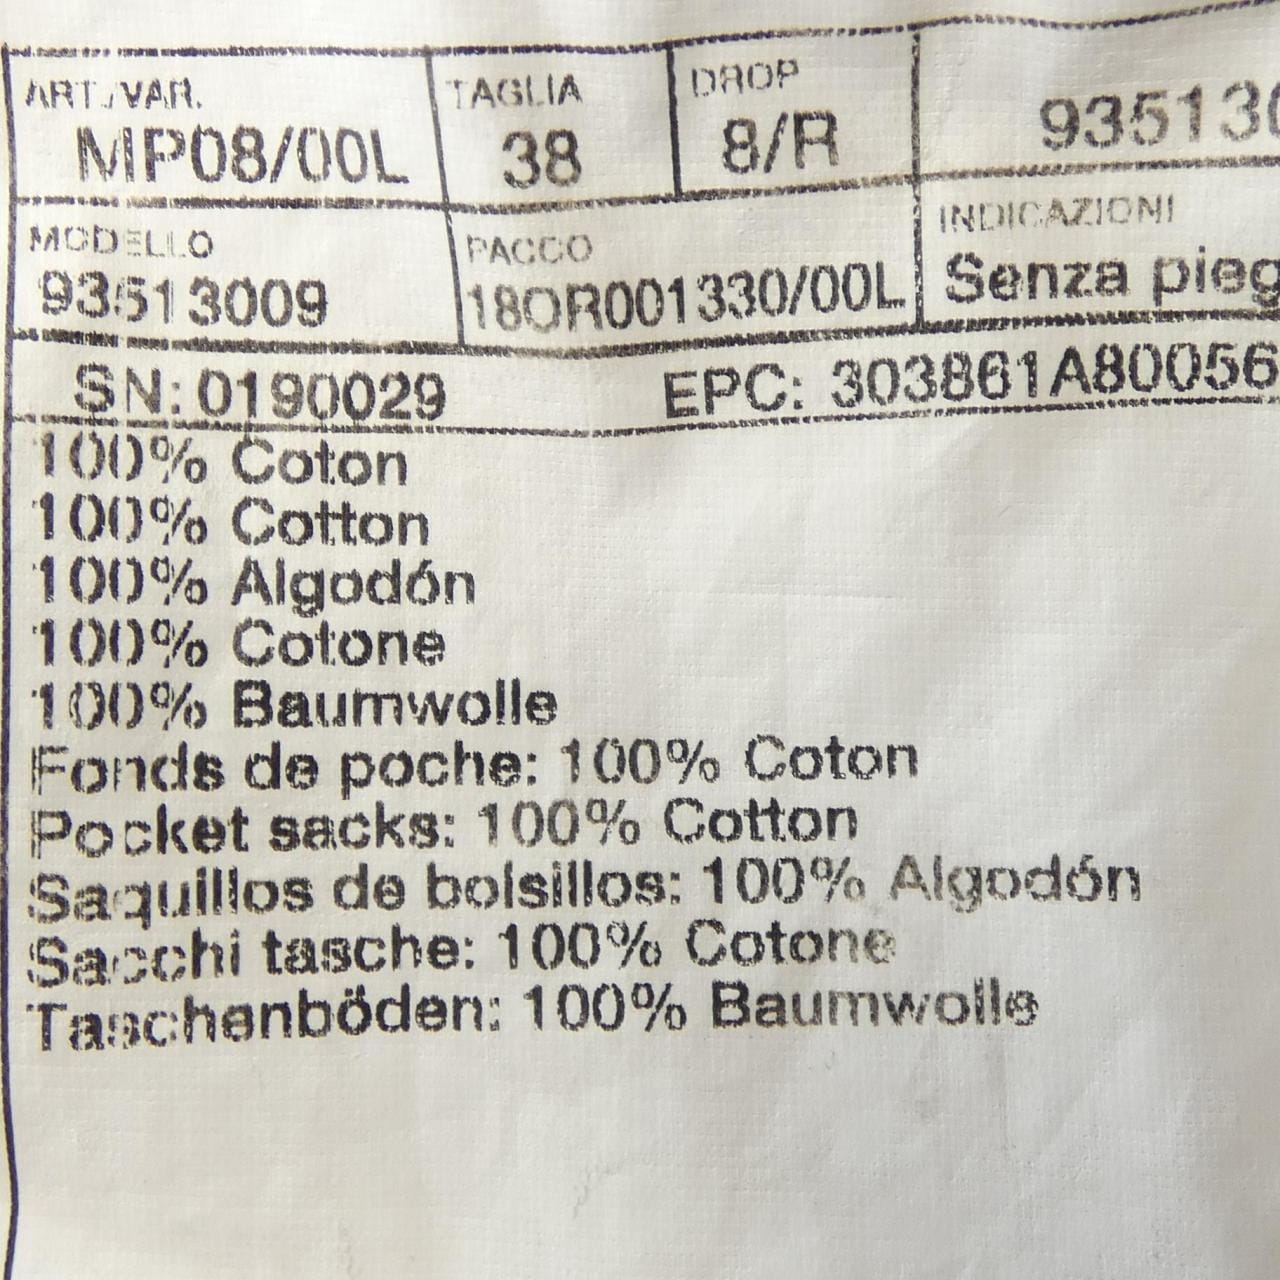 ART./VAR. TAGLIA DROP
MP08/00L 38 8/R 93513
MODELLO PACCO INDICAZIONI
93513009 18OR001330/00L Senza pieg
SN: 0190029 EPC: 303861A80056
100% Coton
100% Cotton
100% Algodón
100% Cotone
100% Baumwolle
Fonds de poche: 100% Coton
Pocket sacks: 100% Cotton
Saquillos de bolsillos: 100% Algodón
Sacchi tasche: 100% Cotone
Taschenböden: 100% Baumwolle